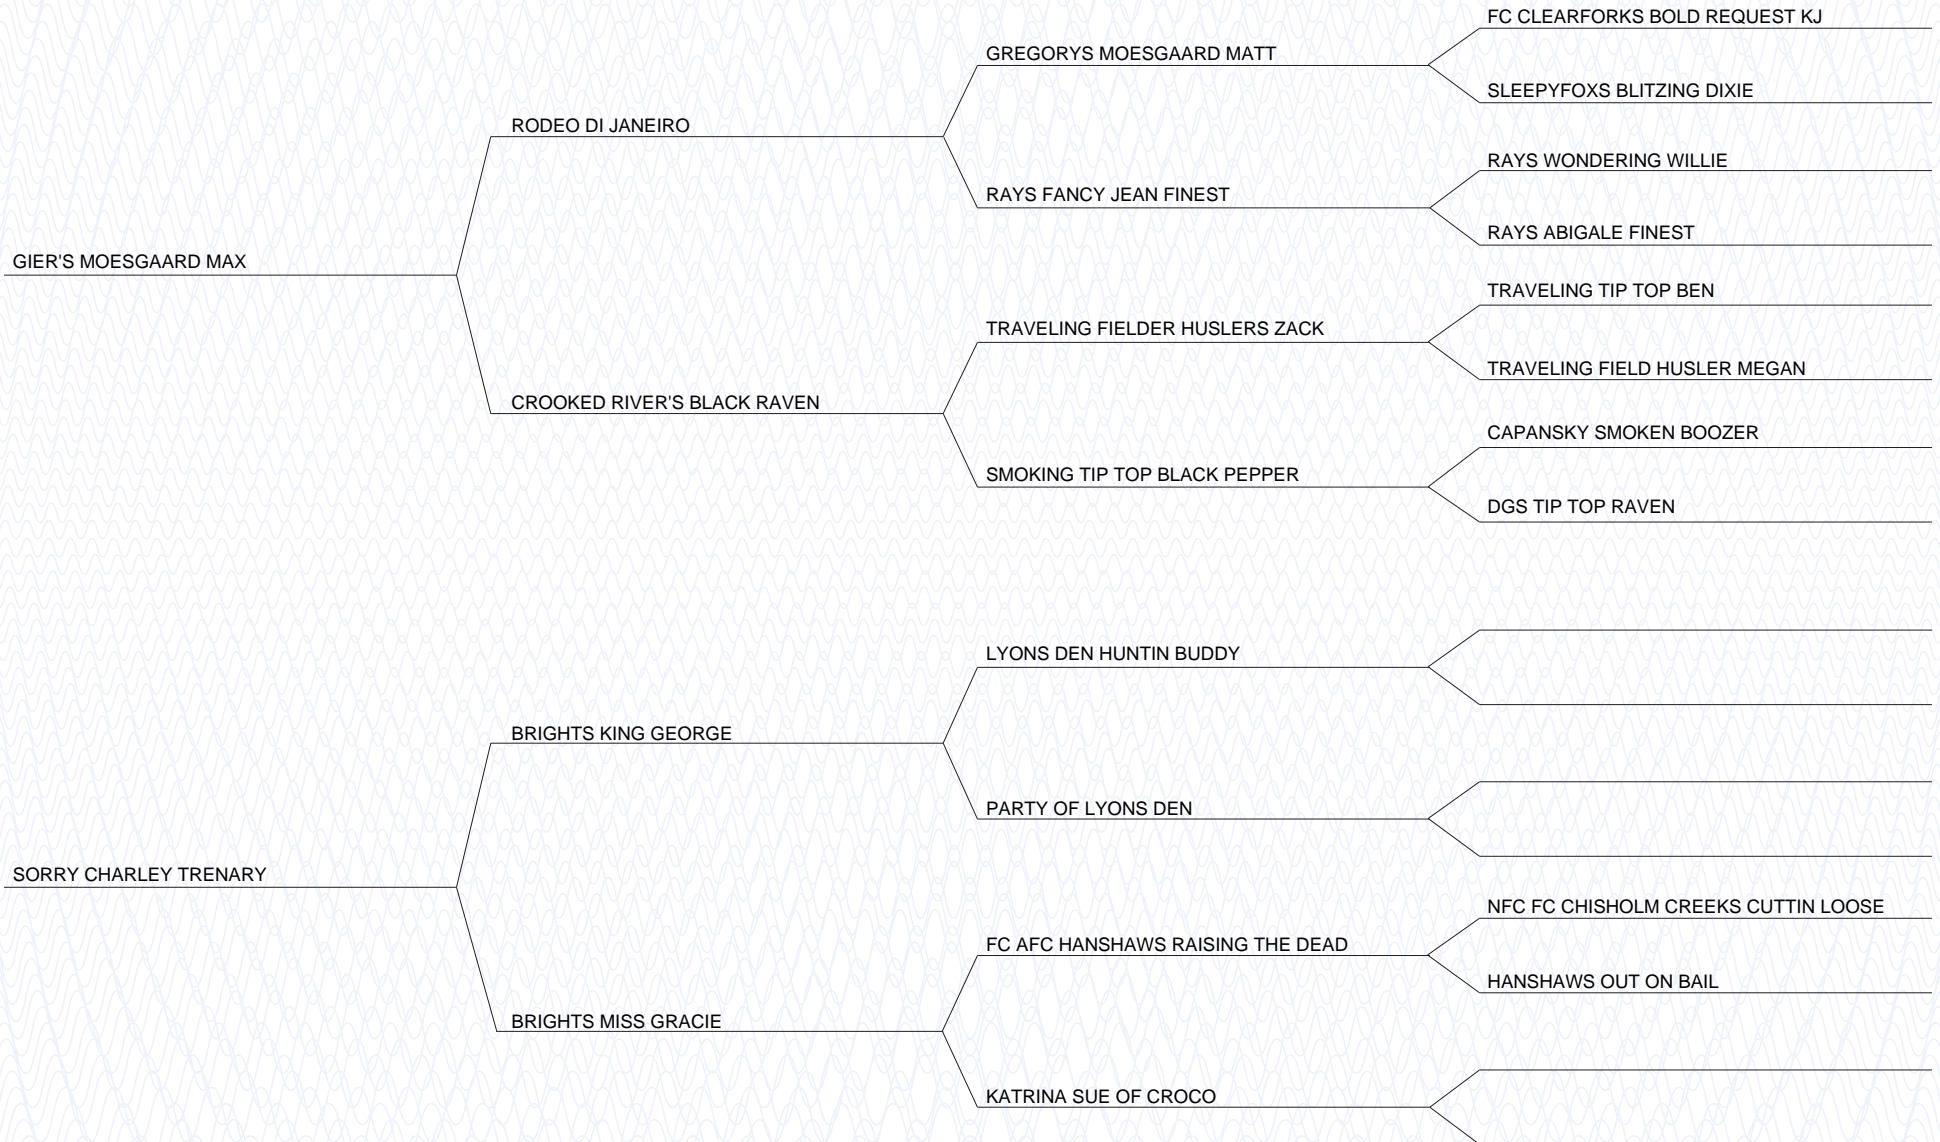 FC CLEARFORKS BOLD REQUEST KJ
GREGORYS MOESGAARD MATT
SLEEPYFOXS BLITZING DIXIE
RODEO DI JANEIRO
RAYS WONDERING WILLIE
RAYS FANCY JEAN FINEST
RAYS ABIGALE FINEST
GIER'S MOESGAARD MAX
TRAVELING TIP TOP BEN
TRAVELING FIELDER HUSLERS ZACK
TRAVELING FIELD HUSLER MEGAN
CROOKED RIVER'S BLACK RAVEN
CAPANSKY SMOKEN BOOZER
SMOKING TIP TOP BLACK PEPPER
DGS TIP TOP RAVEN
LYONS DEN HUNTIN BUDDY
BRIGHTS KING GEORGE
PARTY OF LYONS DEN
SORRY CHARLEY TRENARY
NFC FC CHISHOLM CREEKS CUTTIN LOOSE
FC AFC HANSHAWS RAISING THE DEAD
HANSHAWS OUT ON BAIL
BRIGHTS MISS GRACIE
KATRINA SUE OF CROCO